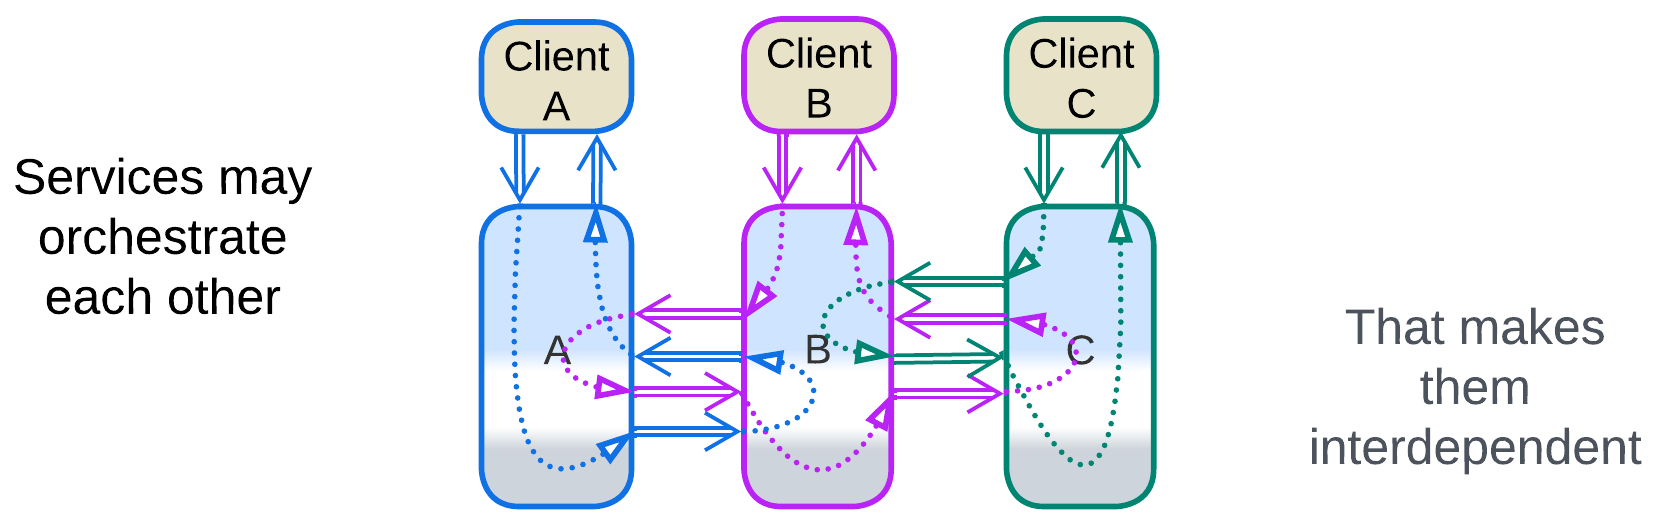 Client
A
Client
B
Client
C
Services may
orchestrate
each other
A
B
C
That makes
them
interdependent